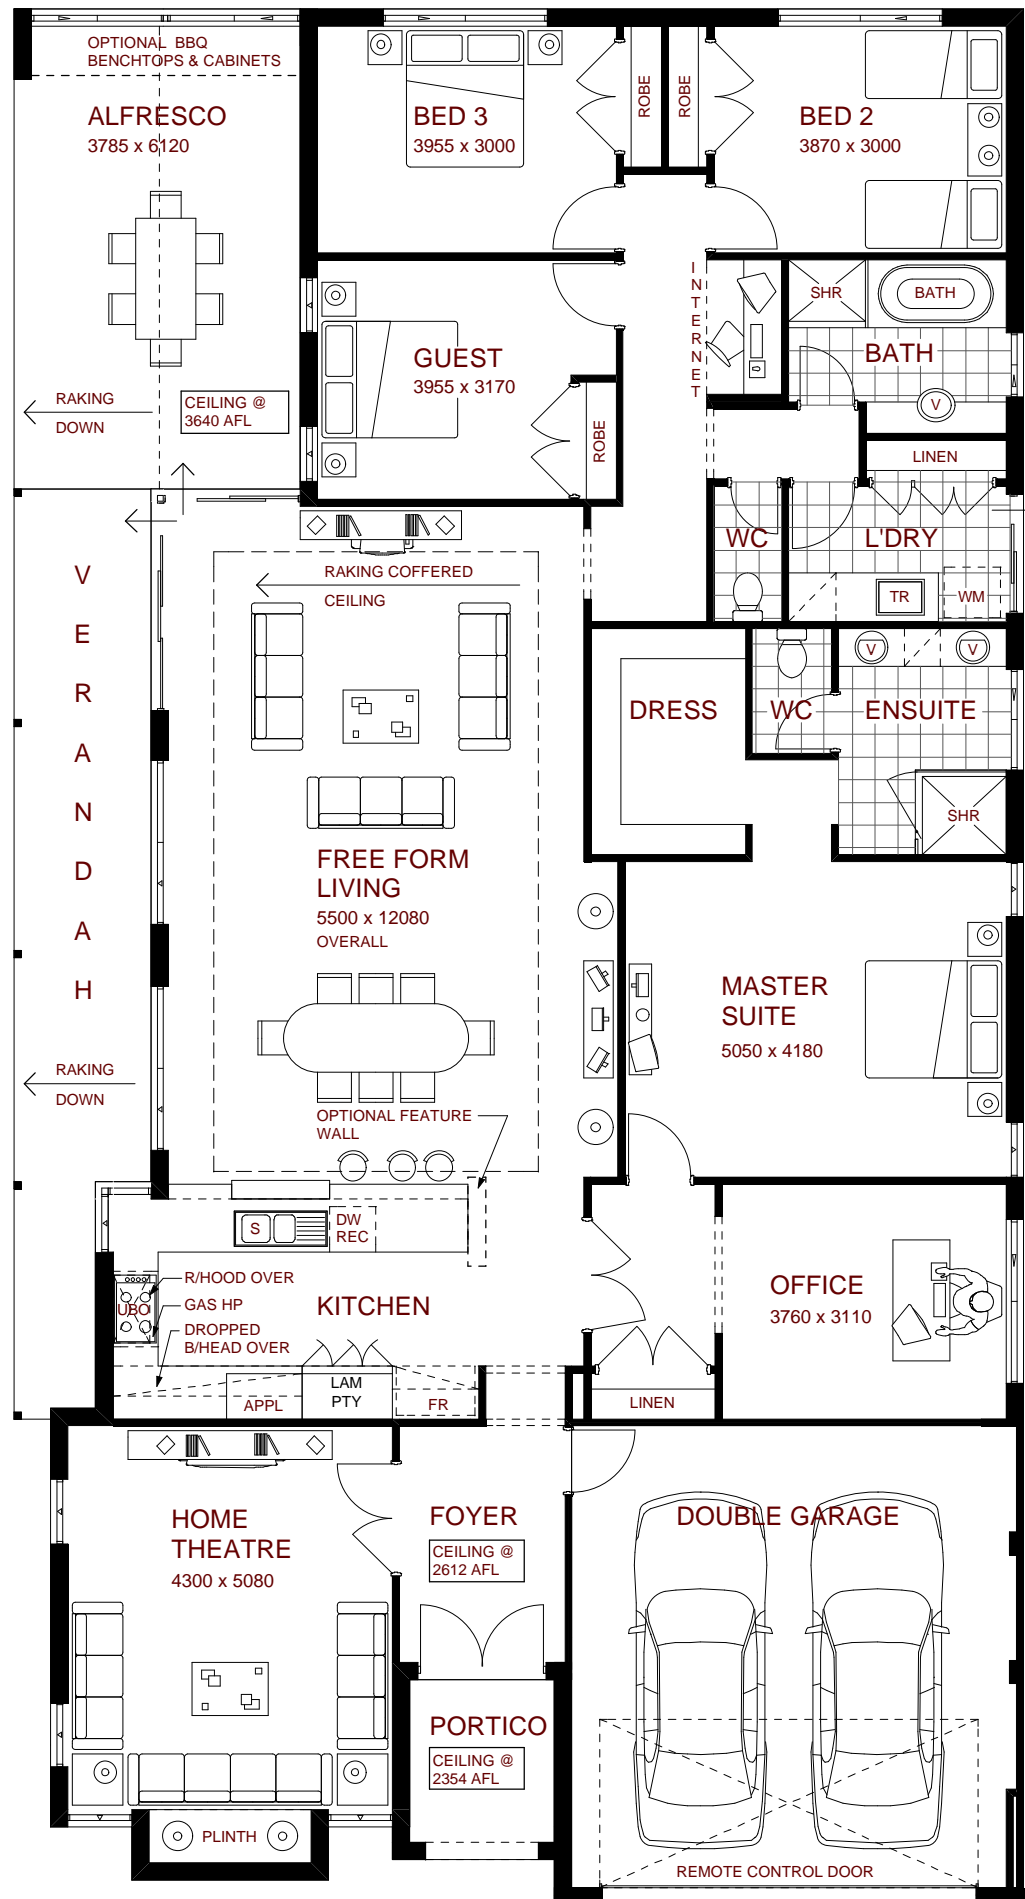 OPTIONAL BBQ
BENCHTOPS & CABINETS
ALFRESCO
3785 x 6120
BED 3
3955 x 3000
ROBE
ROBE
BED 2
3870 x 3000
RAKING
DOWN
CEILING @
3640 AFL
GUEST
3955 x 3170
ROBE
INTERNET
SHR
BATH
BATH
V
LINEN
WC
L'DRY
TR
WM
VERANDAH
RAKING COFFERED
CEILING
DRESS
WC
V
V
ENSUITE
SHR
FREE FORM
LIVING
5500 x 12080
OVERALL
MASTER
SUITE
5050 x 4180
RAKING
DOWN
OPTIONAL FEATURE
WALL
S
DW
REC
R/HOOD OVER
UBO
GAS HP
DROPPED
B/HEAD OVER
KITCHEN
OFFICE
3760 x 3110
APPL
LAM
PTY
FR
LINEN
HOME
THEATRE
4300 x 5080
FOYER
CEILING @
2612 AFL
DOUBLE GARAGE
PORTICO
CEILING @
2354 AFL
PLINTH
REMOTE CONTROL DOOR